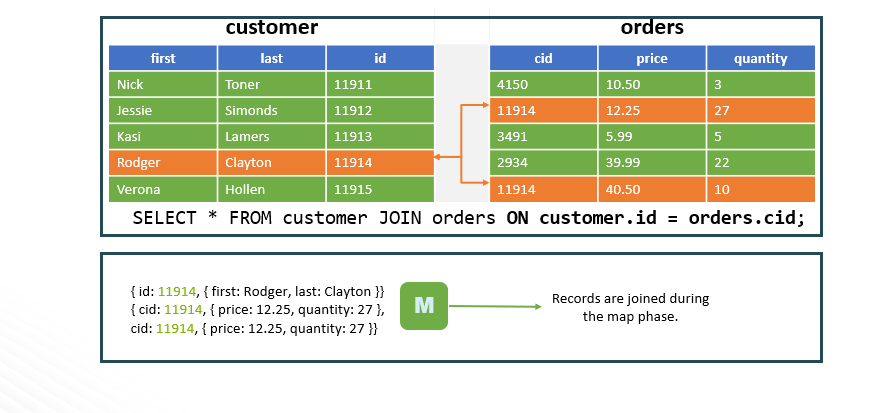 customer orders
first last id cid price quantity
Nick Toner 11911 4150 10.50 3
Jessie Simonds 11912 11914 12.25 27
Kasi Lamers 11913 3491 5.99 5
Rodger Clayton 11914 2934 39.99 22
Verona Hollen 11915 11914 40.50 10
SELECT * FROM customer JOIN orders ON customer.id = orders.cid;
{ id: 11914, { first: Rodger, last: Clayton }}
{ cid: 11914, { price: 12.25, quantity: 27 },
cid: 11914, { price: 12.25, quantity: 27 }}
M
Records are joined during
the map phase.